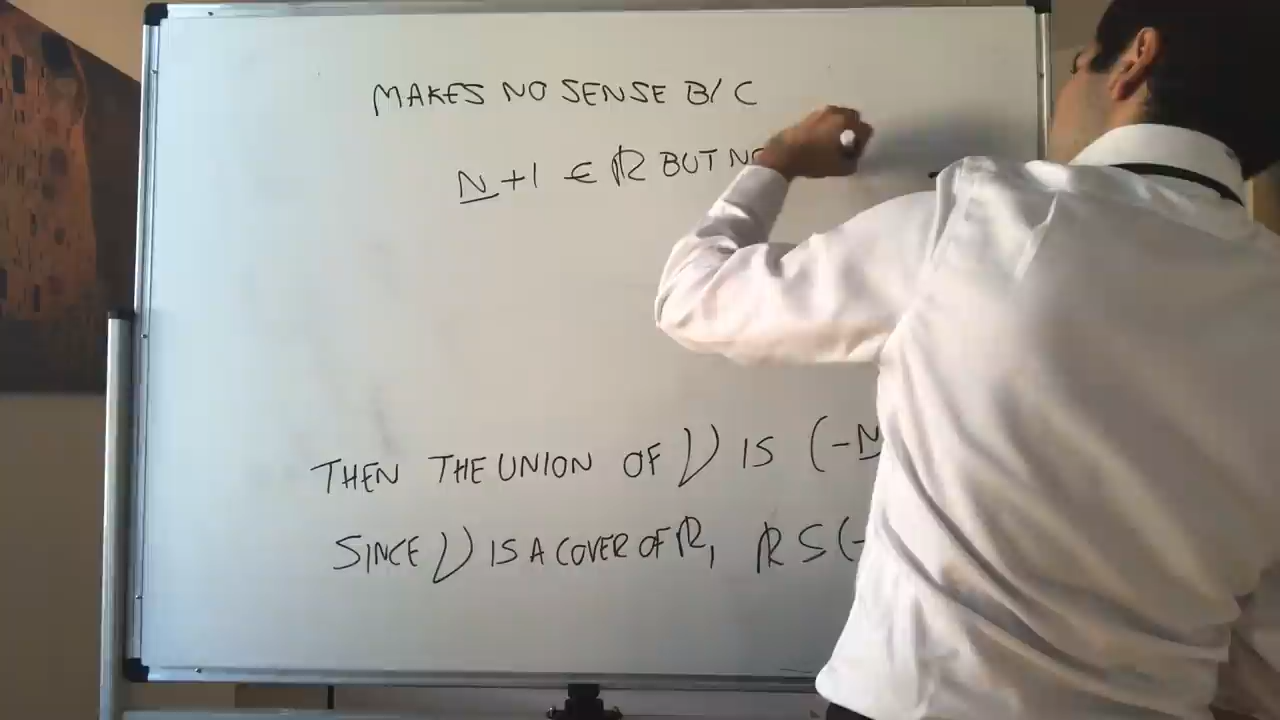 MAKES NO SENSE B/C
N+1 ∈ ℝ BUT
THEN THE UNION OF 𝒱 IS (-N
SINCE 𝒱 IS A COVER OF ℝ, ℝ ⊆ (-